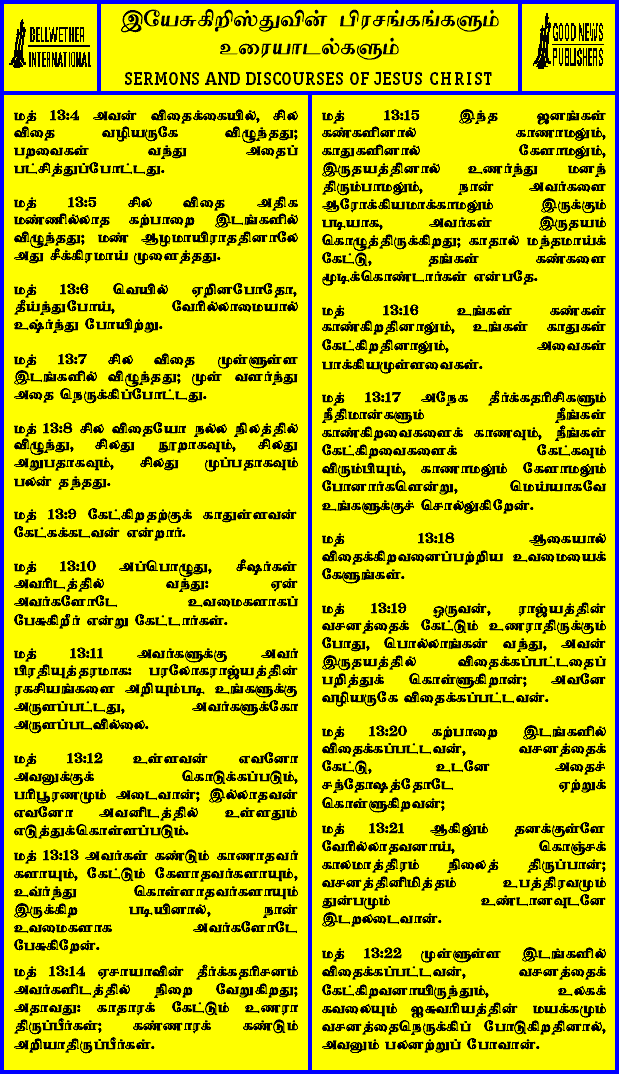 BELLWETHER
INTERNATIONAL
இயேசுகிறிஸ்துவின் பிரசங்கங்களும்
உரையாடல்களும்
SERMONS AND DISCOURSES OF JESUS CHRIST
GOOD NEWS
PUBLISHERS
மத் 13:4 அவன் விதைக்கையில், சில
விதை வழியருகே விழுந்தது;
பறவைகள் வந்து அதைப்
பட்சித்துப்போட்டது.
மத் 13:5 சில விதை அதிக
மண்ணில்லாத கற்பாறை இடங்களில்
விழுந்தது; மண் ஆழமாயிராததினாலே
அது சீக்கிரமாய் முளைத்தது.
மத் 13:6 வெயில் ஏறினபோதோ,
தீய்ந்துபோய், வேரில்லாமையால்
உஷ்ர்ந்து போயிற்று.
மத் 13:7 சில விதை முள்ளுள்ள
இடங்களில் விழுந்தது; முள் வளர்ந்து
அதை நெருக்கிப்போட்டது.
மத் 13:8 சில விதையோ நல்ல நிலத்தில்
விழுந்து, சிலது நூறாகவும், சிலது
அறுபதாகவும், சிலது முப்பதாகவும்
பலன் தந்தது.
மத் 13:9 கேட்கிறதற்குக் காதுள்ளவன்
கேட்கக்கடவன் என்றார்.
மத் 13:10 அப்பொழுது, சீஷர்கள்
அவரிடத்தில் வந்து: ஏன்
அவர்களோடே உவமைகளாகப்
பேசுகிறீர் என்று கேட்டார்கள்.
மத் 13:11 அவர்களுக்கு அவர்
பிரதியுத்தரமாக: பரலோகராஜ்யத்தின்
ரகசியங்களை அறியும்படி உங்களுக்கு
அருளப்பட்டது, அவர்களுக்கோ
அருளப்படவில்லை.
மத் 13:12 உள்ளவன் எவனோ
அவனுக்குக் கொடுக்கப்படும்,
பரிபூரணமும் அடைவான்; இல்லாதவன்
எவனோ அவனிடத்தில் உள்ளதும்
எடுத்துக்கொள்ளப்படும்.
மத் 13:13 அவர்கள் கண்டும் காணாதவர்
களாயும், கேட்டும் கேளாதவர்களாயும்,
உவ்ர்ந்து கொள்ளாதவர்களாயும்
இருக்கிற படியினால், நான்
உவமைகளாக அவர்களோடே
பேசுகிறேன்.
மத் 13:14 ஏசாயாவின் தீர்க்கதரிசனம்
அவர்களிடத்தில் நிறை வேறுகிறது;
அதாவது: காதாரக் கேட்டும் உணரா
திருப்பீர்கள்; கண்ணாரக் கண்டும்
அறியாதிருப்பீர்கள்.
மத் 13:15 இந்த ஜனங்கள்
கண்களினால் காணாமலும்,
காதுகளினால் கேளாமலும்,
இருதயத்தினால் உணர்ந்து மனந்
திரும்பாமலும், நான் அவர்களை
ஆரோக்கியமாக்காமலும் இருக்கும்
படியாக, அவர்கள் இருதயம்
கொழுத்திருக்கிறது; காதால் மந்தமாய்க்
கேட்டு, தங்கள் கண்களை
மூடிக்கொண்டார்கள் என்பதே.
மத் 13:16 உங்கள் கண்கள்
காண்கிறதினாலும், உங்கள் காதுகள்
கேட்கிறதினாலும், அவைகள்
பாக்கியமுள்ளவைகள்.
மத் 13:17 அநேக தீர்க்கதரிசிகளும்
நீதிமான்களும் நீங்கள்
காண்கிறவைகளைக் காணவும், நீங்கள்
கேட்கிறவைகளைக் கேட்கவும்
விரும்பியும், காணாமலும் கேளாமலும்
போனார்களென்று, மெய்யாகவே
உங்களுக்குச் சொல்லுகிறேன்.
மத் 13:18 ஆகையால்
விதைக்கிறவனைப்பற்றிய உவமையைக்
கேளுங்கள்.
மத் 13:19 ஒருவன், ராஜ்யத்தின்
வசனத்தைக் கேட்டும் உணராதிருக்கும்
போது, பொல்லாங்கன் வந்து, அவன்
இருதயத்தில் விதைக்கப்பட்டதைப்
பறித்துக் கொள்ளுகிறான்; அவனே
வழியருகே விதைக்கப்பட்டவன்.
மத் 13:20 கற்பாறை இடங்களில்
விதைக்கப்பட்டவன், வசனத்தைக்
கேட்டு, உடனே அதைச்
சந்தோஷத்தோடே ஏற்றுக்
கொள்ளுகிறவன்;
மத் 13:21 ஆகிலும் தனக்குள்ளே
வேரில்லாதவனாய், கொஞ்சக்
காலமாத்திரம் நிலைத் திருப்பான்;
வசனத்தினிமித்தம் உபத்திரவமும்
துன்பமும் உண்டானவுடனே
இடறலடைவான்.
மத் 13:22 முள்ளுள்ள இடங்களில்
விதைக்கப்பட்டவன், வசனத்தைக்
கேட்கிறவனாயிருந்தும், உலகக்
கவலையும் ஐசுவரியத்தின் மயக்கமும்
வசனத்தைநெருக்கிப் போடுகிறதினால்,
அவனும் பலனற்றுப் போவான்.